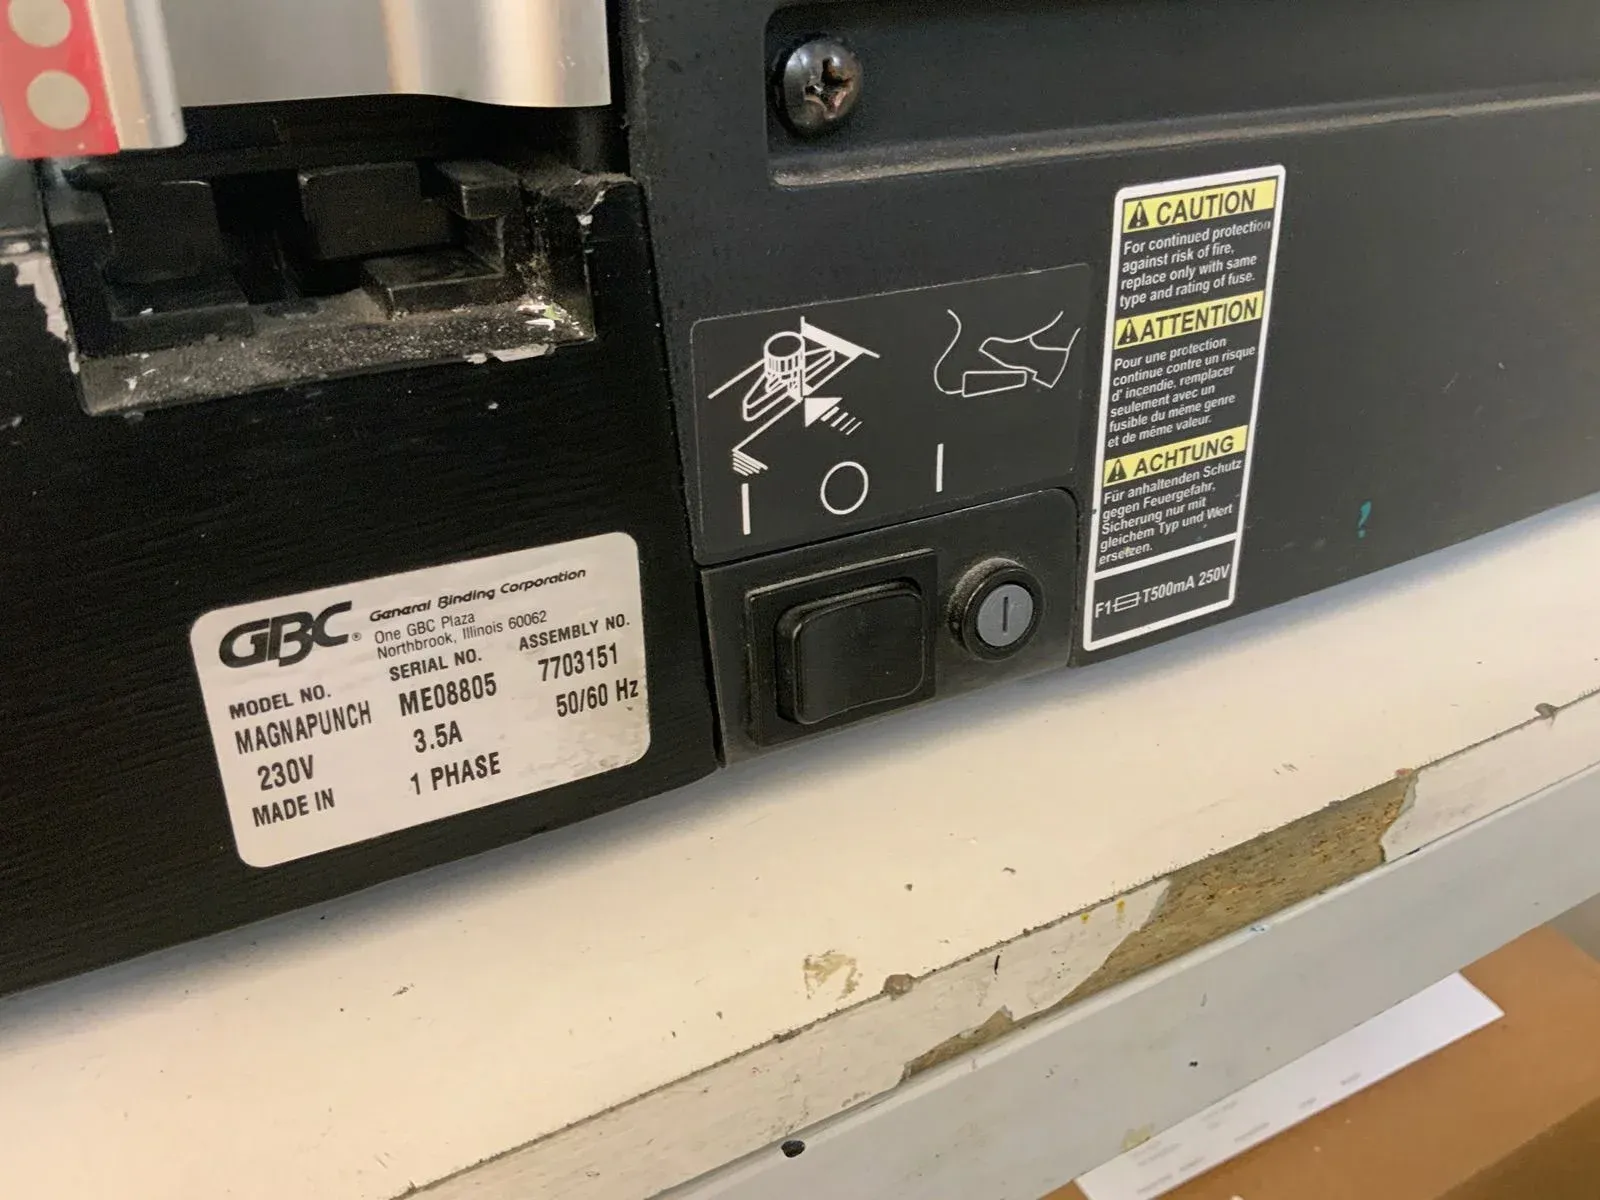 GBC® General Binding Corporation
One GBC Plaza
Northbrook, Illinois 60062
MODEL NO. SERIAL NO. ASSEMBLY NO.
MAGNAPUNCH ME08805 7703151
230V 3.5A 50/60 Hz
MADE IN 1 PHASE
CAUTION
For continued protection
against risk of fire,
replace only with same
type and rating of fuse.
ATTENTION
Pour une protection
continue contre un risque
d' incendie, remplacer
seulement avec un
fusible du même genre
et de même valeur.
ACHTUNG
Für anhaltenden Schutz
gegen Feuergefahr,
Sicherung nur mit
gleichem Typ und Wert
ersetzen.
F1 T500mA 250V